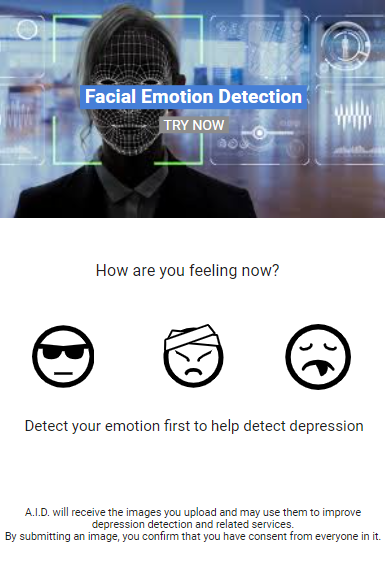 Facial Emotion Detection
TRY NOW
How are you feeling now?
Detect your emotion first to help detect depression
A.I.D. will receive the images you upload and may use them to improve
depression detection and related services.
By submitting an image, you confirm that you have consent from everyone in it.